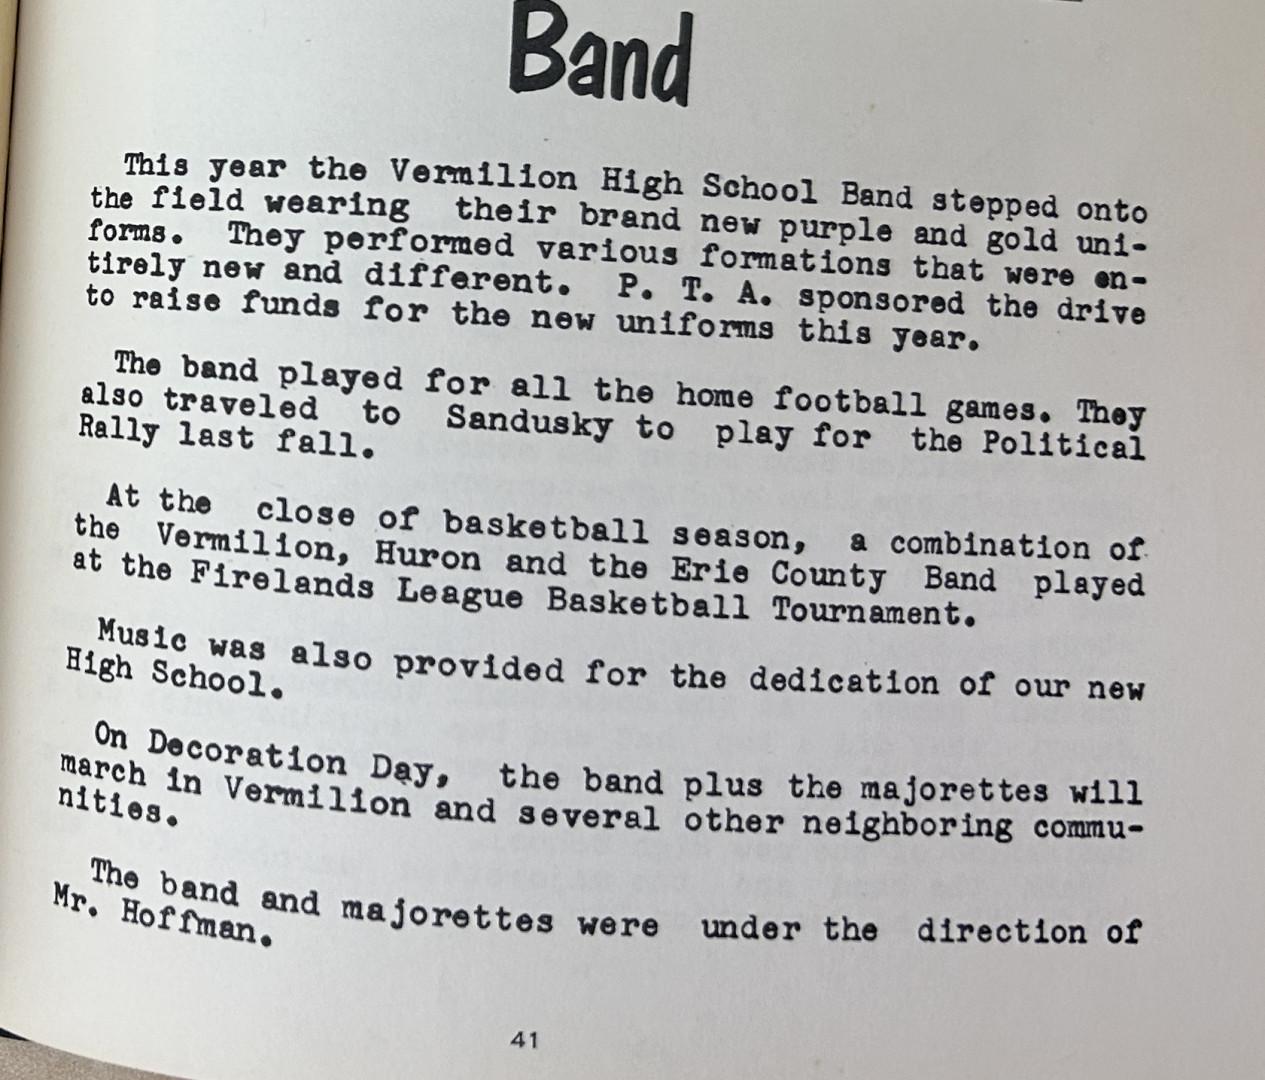 Band
This year the Vermilion High School Band stepped onto
the field wearing their brand new purple and gold uni-
forms. They performed various formations that were en-
tirely new and different. P. T. A. sponsored the drive
to raise funds for the new uniforms this year.
The band played for all the home football games. They
also traveled to Sandusky to play for the Political
Rally last fall.
At the close of basketball season, a combination of
the Vermilion, Huron and the Erie County Band played
at the Firelands League Basketball Tournament.
Music was also provided for the dedication of our new
High School.
On Decoration Day, the band plus the majorettes will
march in Vermilion and several other neighboring commu-
nities.
The band and majorettes were under the direction of
Mr. Hoffman.
41